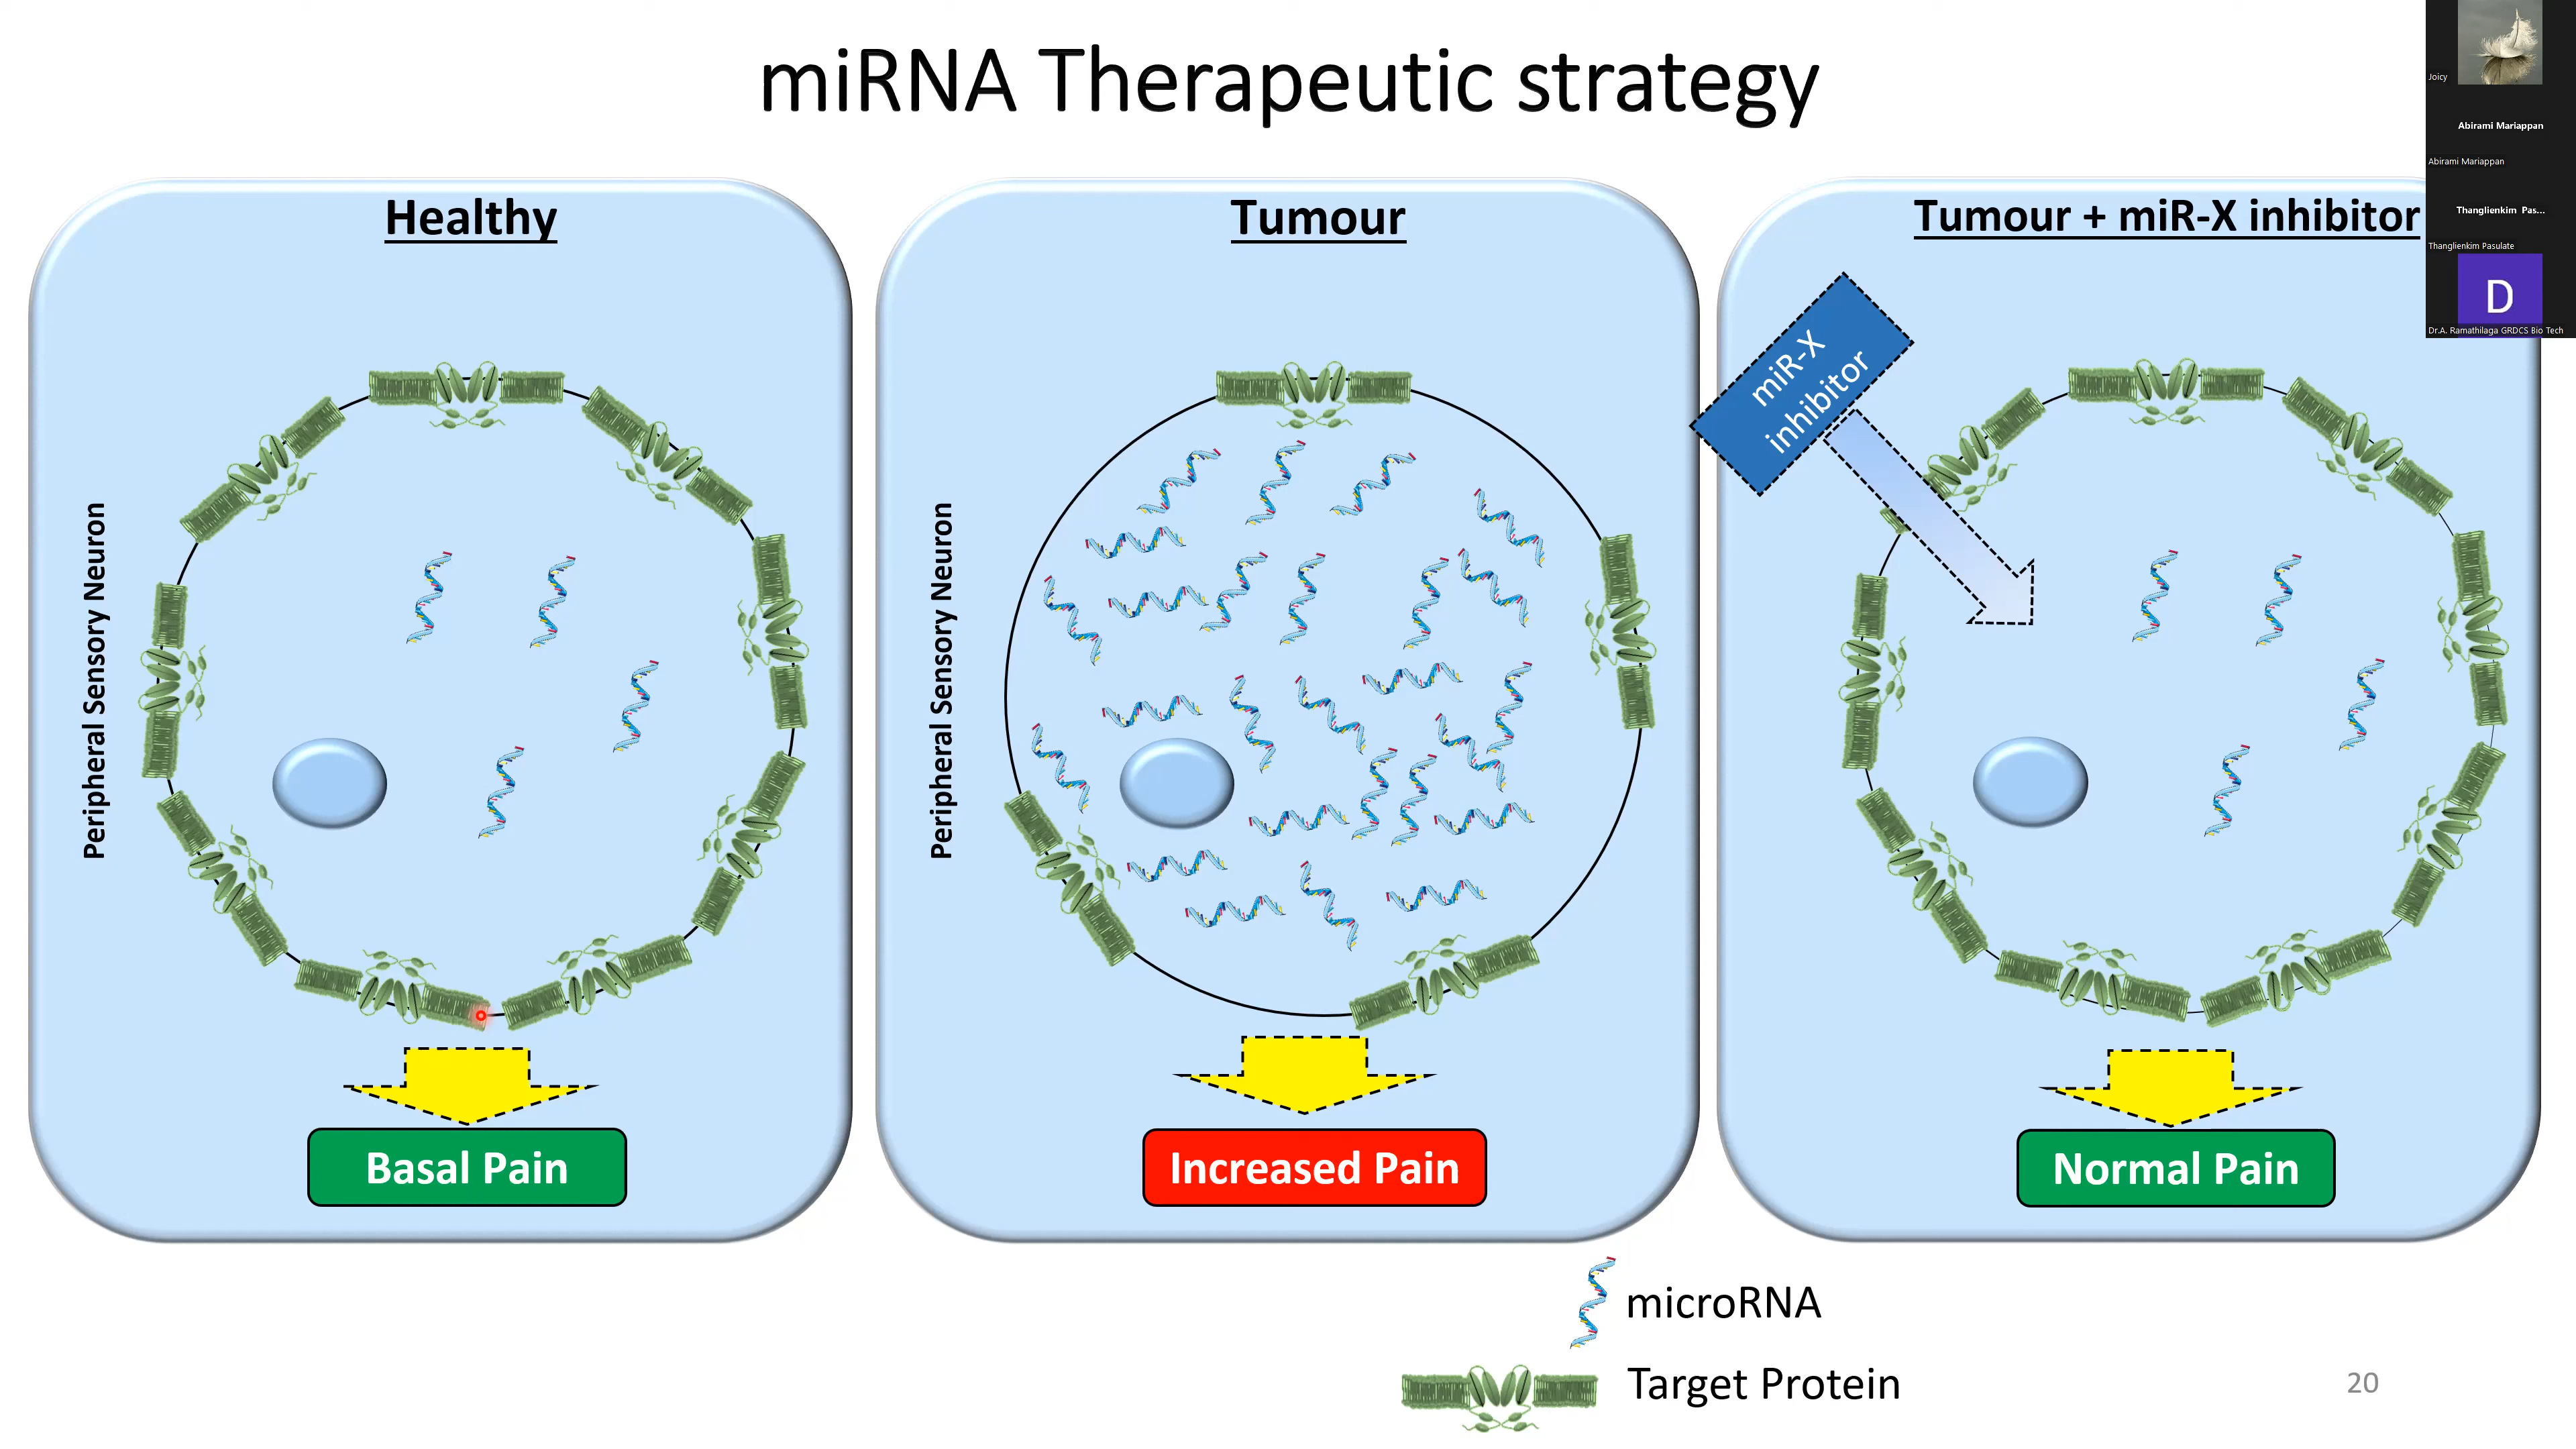 miRNA Therapeutic strategy
Joicy
Abirami Mariappan
Abirami Mariappan
Thanglienkim Pas...
Thanglienkim Pasulate
D
Dr.A. Ramathilaga GRDCS Bio Tech
Healthy
Peripheral Sensory Neuron
Basal Pain
Tumour
Peripheral Sensory Neuron
Increased Pain
Tumour + miR-X inhibitor
miR-X
inhibitor
Normal Pain
microRNA
Target Protein
20